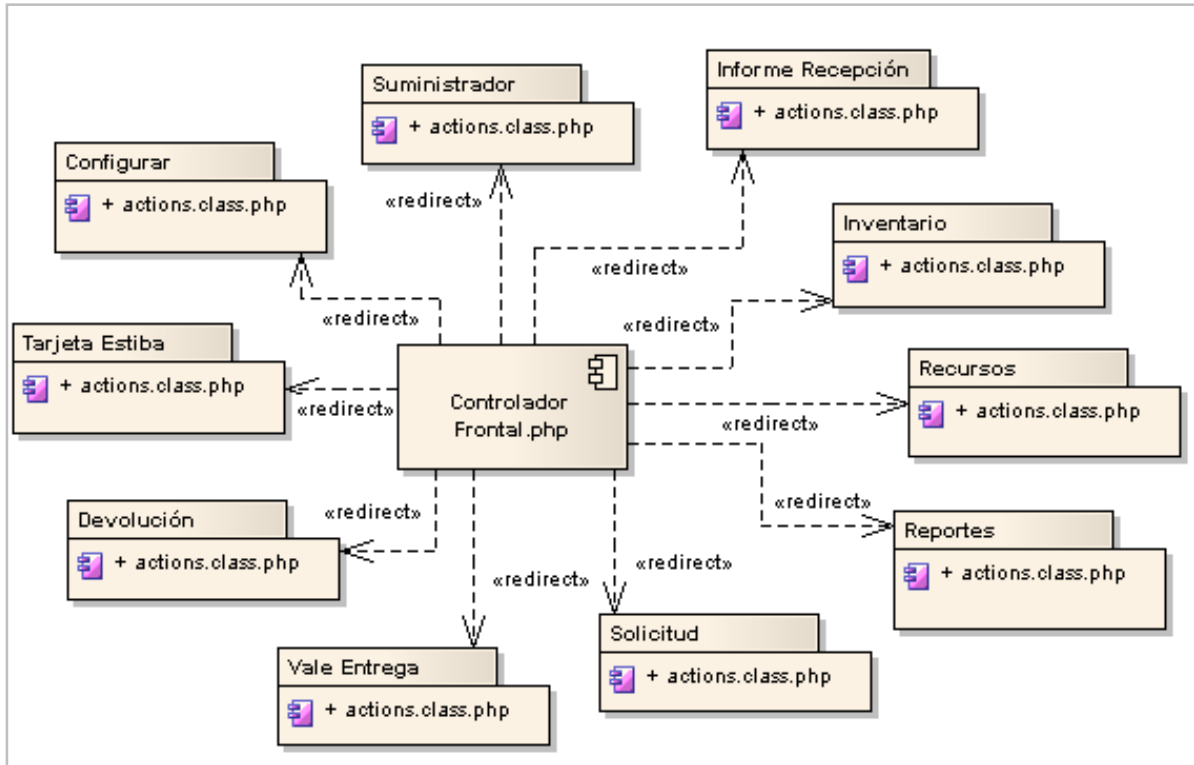 Suministrador
+ actions.class.php
Informe Recepción
+ actions.class.php
Configurar
+ actions.class.php
«redirect»
«redirect»
Inventario
+ actions.class.php
«redirect»
«redirect»
Tarjeta Estiba
+ actions.class.php
«redirect»
Controlador
Frontal.php
Recursos
+ actions.class.php
«redirect»
Devolución
+ actions.class.php
«redirect»
«redirect»
Reportes
+ actions.class.php
«redirect»
«redirect»
Vale Entrega
+ actions.class.php
Solicitud
+ actions.class.php